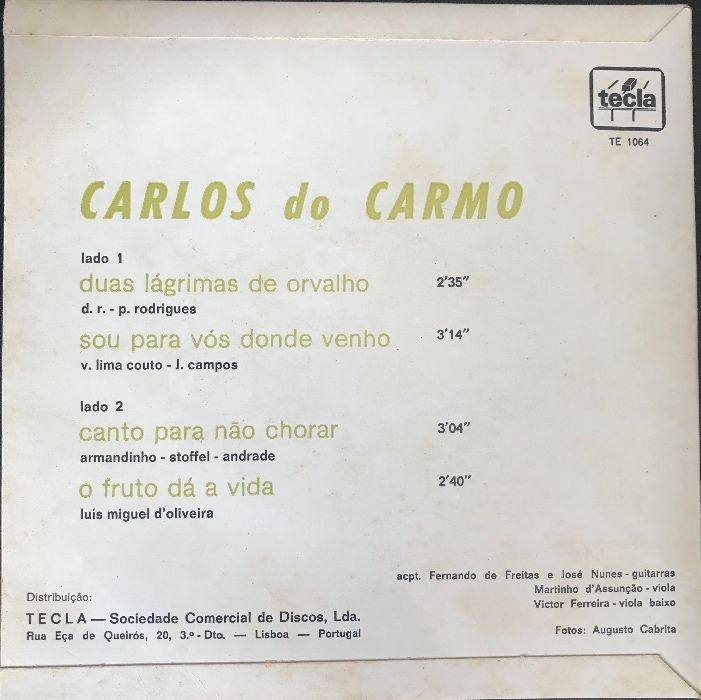 tecla
TE 1064
CARLOS do CARMO
lado 1
duas lágrimas de orvalho 2'35"
d. r. - p. rodrigues
sou para vós donde venho 3'14"
v. lima couto - j. campos
lado 2
canto para não chorar 3'04"
armandinho - stoffel - andrade
o fruto dá a vida 2'40"
luís miguel d'oliveira
acpt. Fernando de Freitas e José Nunes - guitarras
Martinho d'Assunção - viola
Victor Ferreira - viola baixo
Fotos: Augusto Cabrita
Distribuição:
TECLA — Sociedade Comercial de Discos, Lda.
Rua Eça de Queirós, 20, 3.º - Dto. — Lisboa — Portugal